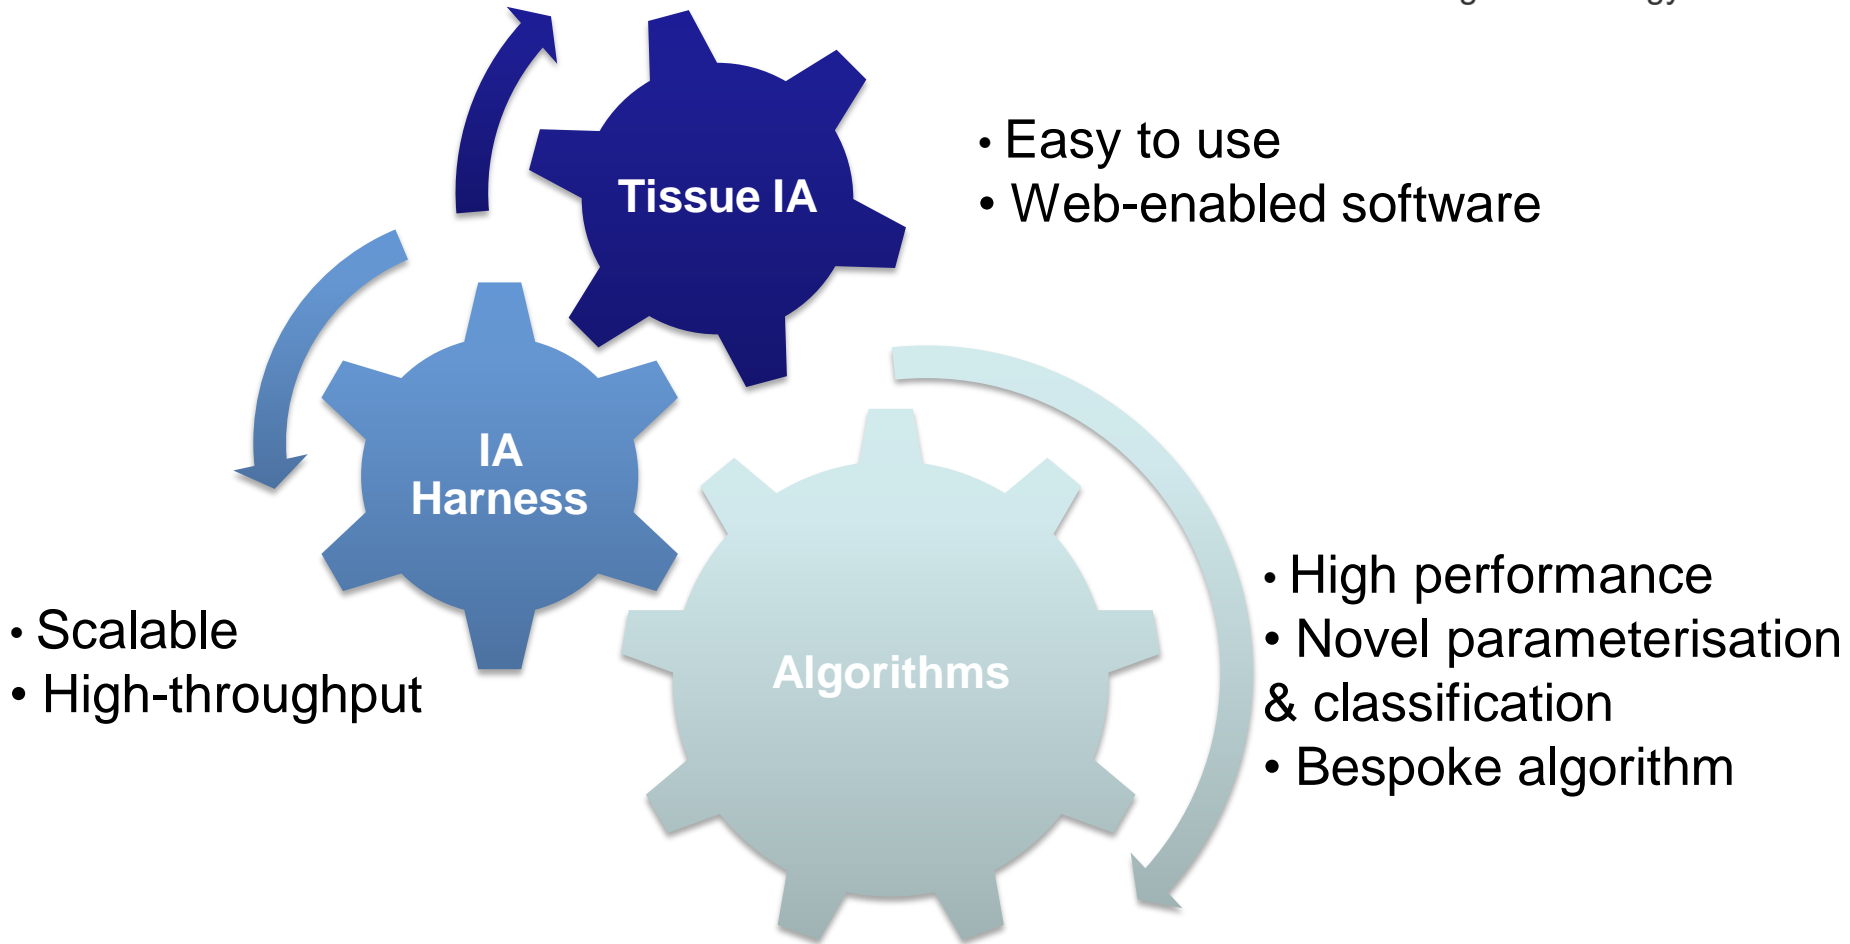 Tissue IA
• Easy to use
• Web-enabled software
IA
Harness
• Scalable
• High-throughput
Algorithms
• High performance
• Novel parameterisation
& classification
• Bespoke algorithm